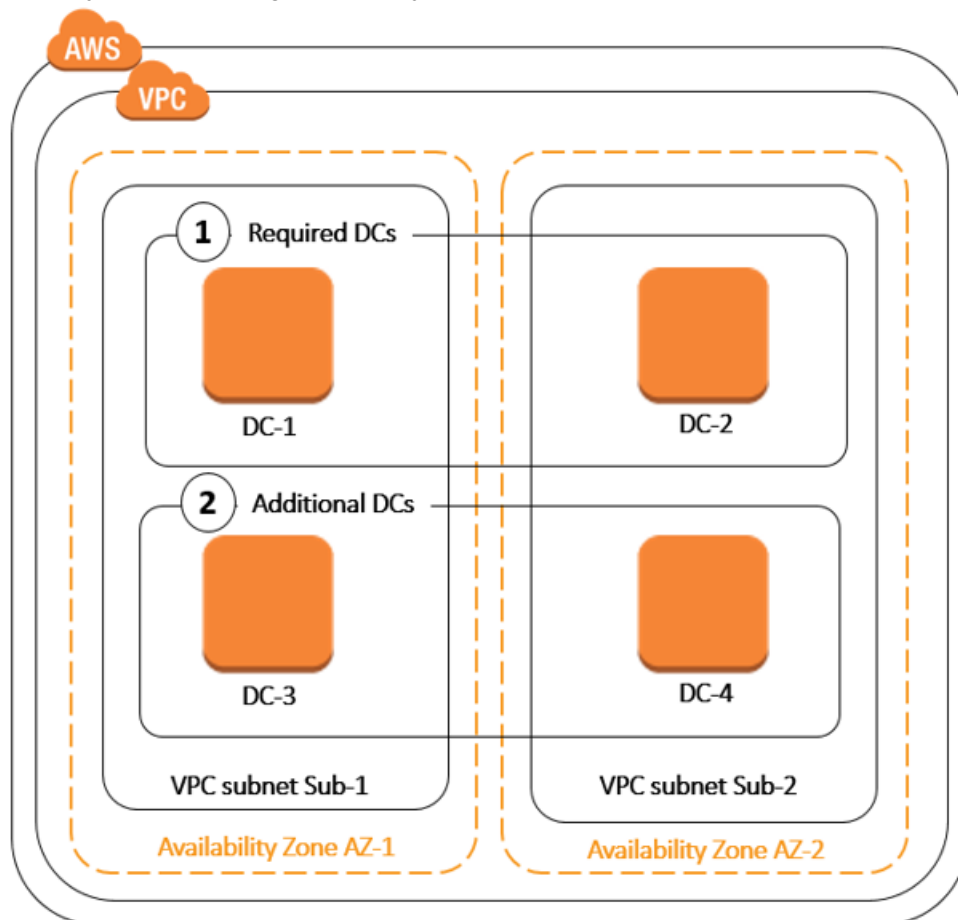 AWS
VPC
1 Required DCs
DC-1
DC-2
2 Additional DCs
DC-3
DC-4
VPC subnet Sub-1
VPC subnet Sub-2
Availability Zone AZ-1
Availability Zone AZ-2